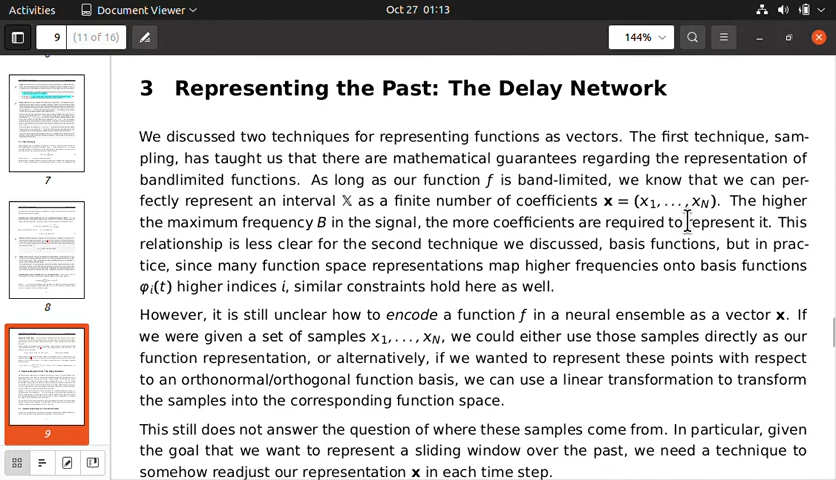 Activities Document Viewer Oct 27 01:13
9 (11 of 16) 144%
7
8
9
3 Representing the Past: The Delay Network
We discussed two techniques for representing functions as vectors. The first technique, sam-
pling, has taught us that there are mathematical guarantees regarding the representation of
bandlimited functions. As long as our function f is band-limited, we know that we can per-
fectly represent an interval 𝕏 as a finite number of coefficients x = (x₁, . . . , x_N). The higher
the maximum frequency B in the signal, the more coefficients are required to represent it. This
relationship is less clear for the second technique we discussed, basis functions, but in prac-
tice, since many function space representations map higher frequencies onto basis functions
φᵢ(t) higher indices i, similar constraints hold here as well.
However, it is still unclear how to encode a function f in a neural ensemble as a vector x. If
we were given a set of samples x₁, . . . , x_N, we could either use those samples directly as our
function representation, or alternatively, if we wanted to represent these points with respect
to an orthonormal/orthogonal function basis, we can use a linear transformation to transform
the samples into the corresponding function space.
This still does not answer the question of where these samples come from. In particular, given
the goal that we want to represent a sliding window over the past, we need a technique to
somehow readjust our representation x in each time step.